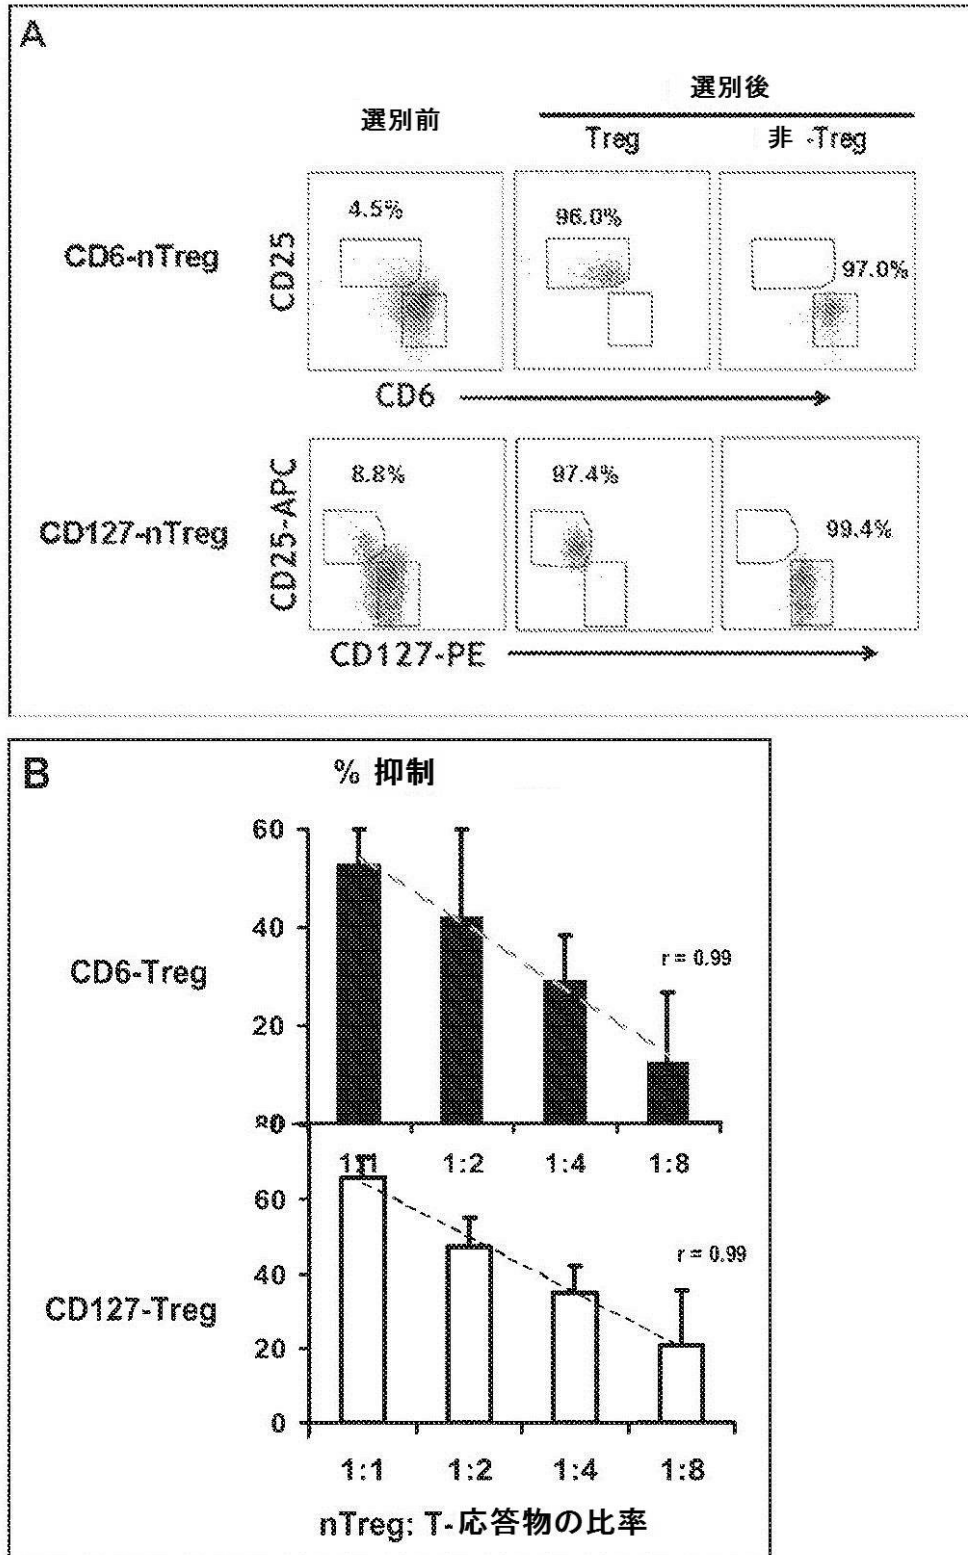 A
選別前
選別後
Treg
非 -Treg
CD6-nTreg
CD25
4.5%
96.0%
97.0%
CD6
CD127-nTreg
CD25-APC
8.8%
97.4%
99.4%
CD127-PE
B
% 抑制
CD6-Treg
60
40
20
0
r = 0.99
1:1
1:2
1:4
1:8
CD127-Treg
80
60
40
20
0
r = 0.99
1:1
1:2
1:4
1:8
nTreg: T-応答物の比率